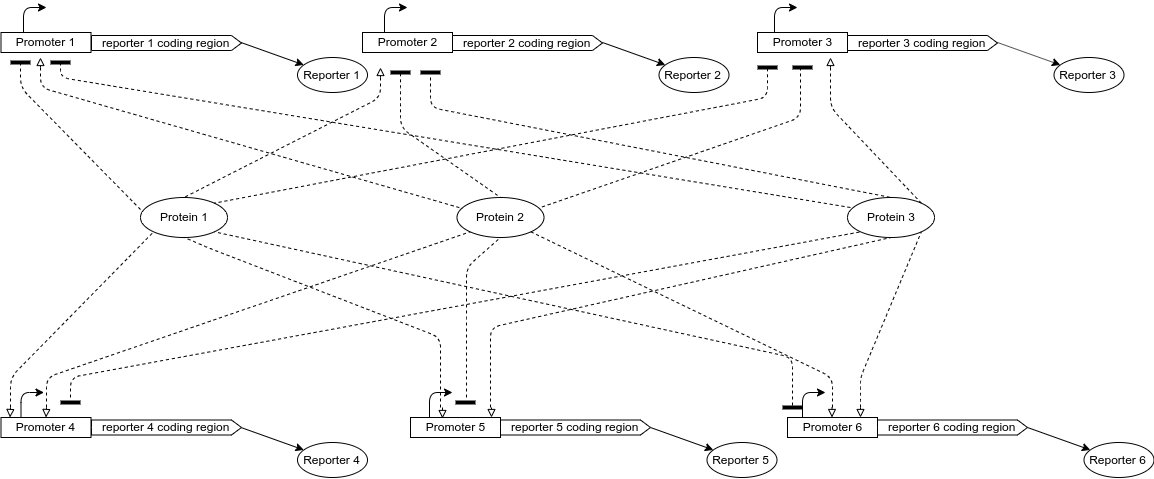 Promoter 1
reporter 1 coding region
Reporter 1
Promoter 2
reporter 2 coding region
Reporter 2
Promoter 3
reporter 3 coding region
Reporter 3
Protein 1
Protein 2
Protein 3
Promoter 4
reporter 4 coding region
Reporter 4
Promoter 5
reporter 5 coding region
Reporter 5
Promoter 6
reporter 6 coding region
Reporter 6